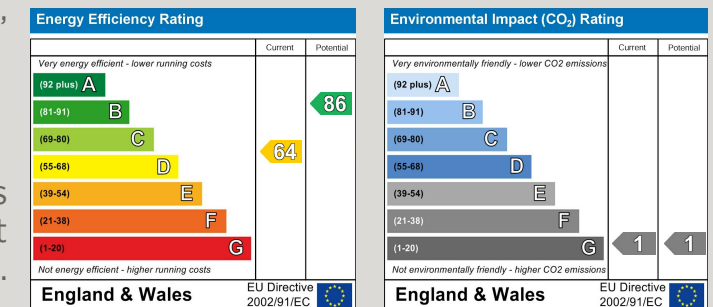 ,
s
t
.
Energy Efficiency Rating
Current Potential
Very energy efficient - lower running costs
(92 plus) A
(81-91) B
86
(69-80) C
64
(55-68) D
(39-54) E
(21-38) F
(1-20) G
Not energy efficient - higher running costs
England & Wales
EU Directive
2002/91/EC
Environmental Impact (CO2) Rating
Current Potential
Very environmentally friendly - lower CO2 emissions
(92 plus) A
(81-91) B
(69-80) C
(55-68) D
(39-54) E
(21-38) F
(1-20) G
1 1
Not environmentally friendly - higher CO2 emissions
England & Wales
EU Directive
2002/91/EC